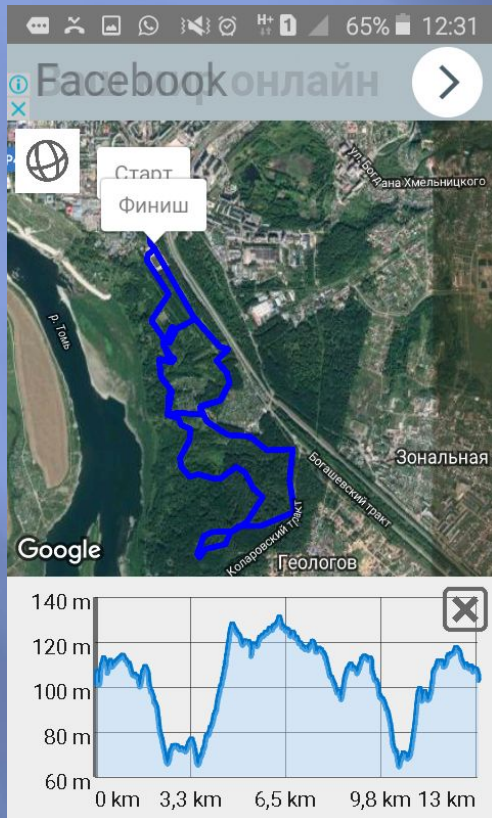 H+ 1 65% 12:31
Facebook
онлайн
Старт
Финиш
ул. Богдана Хмельницкого
р. Томь
Зональная
Богашевский тракт
Коларовский тракт
Геологов
Google
140 m
120 m
100 m
80 m
60 m
0 km 3,3 km 6,5 km 9,8 km 13 km